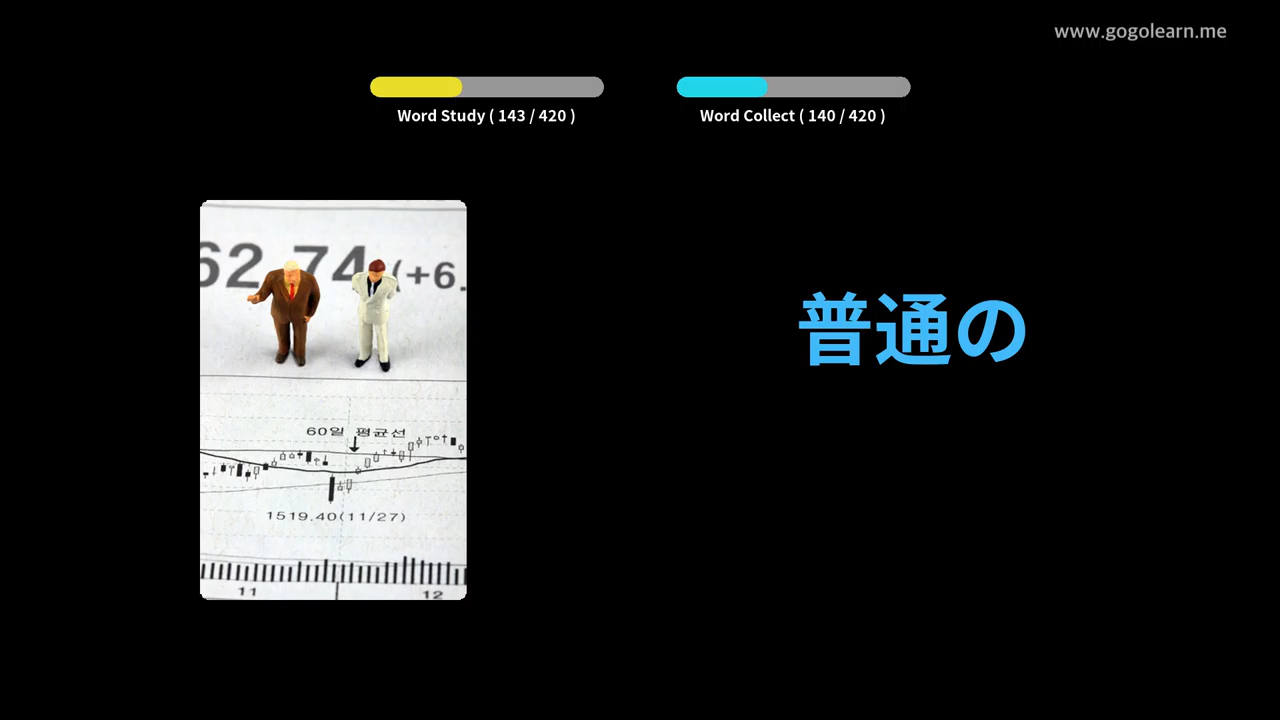 www.gogolearn.me
Word Study ( 143 / 420 )
Word Collect ( 140 / 420 )
62.74(+6.
普通の
60일 평균선
1519.40(11/27)
11
12